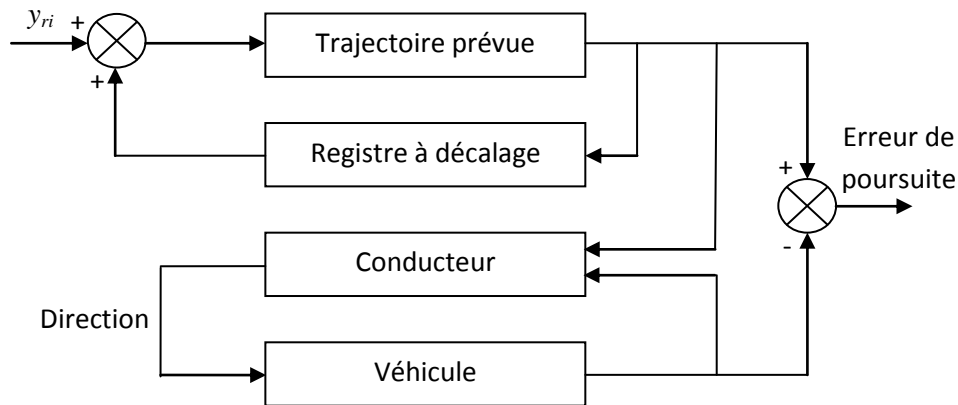 y_ri
+
Trajectoire prévue
+
Registre à décalage
Erreur de
poursuite
+
Conducteur
-
Direction
Véhicule